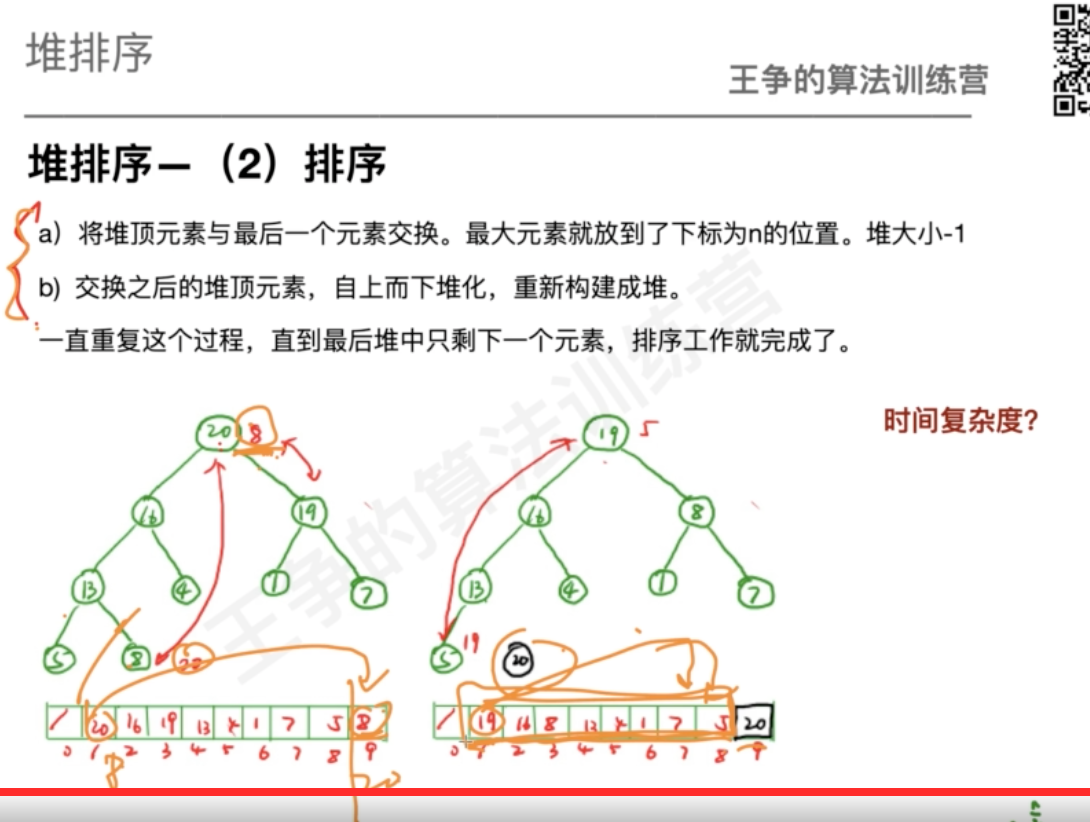 堆排序
王争的算法训练营
堆排序—（2）排序
a）将堆顶元素与最后一个元素交换。最大元素就放到了下标为n的位置。堆大小-1
b) 交换之后的堆顶元素，自上而下堆化，重新构建成堆。
一直重复这个过程，直到最后堆中只剩下一个元素，排序工作就完成了。
时间复杂度？
王争的算法训练营
20 8
16 19
13 4 1 7
5 8 20
/ 20 16 19 13 4 1 7 5 8
0 1 2 3 4 5 6 7 8 9
8 20
19 5
16 8
13 4 1 7
5 19 20
/ 19 16 8 13 4 1 7 5 20
0 1 2 3 4 5 6 7 8 9